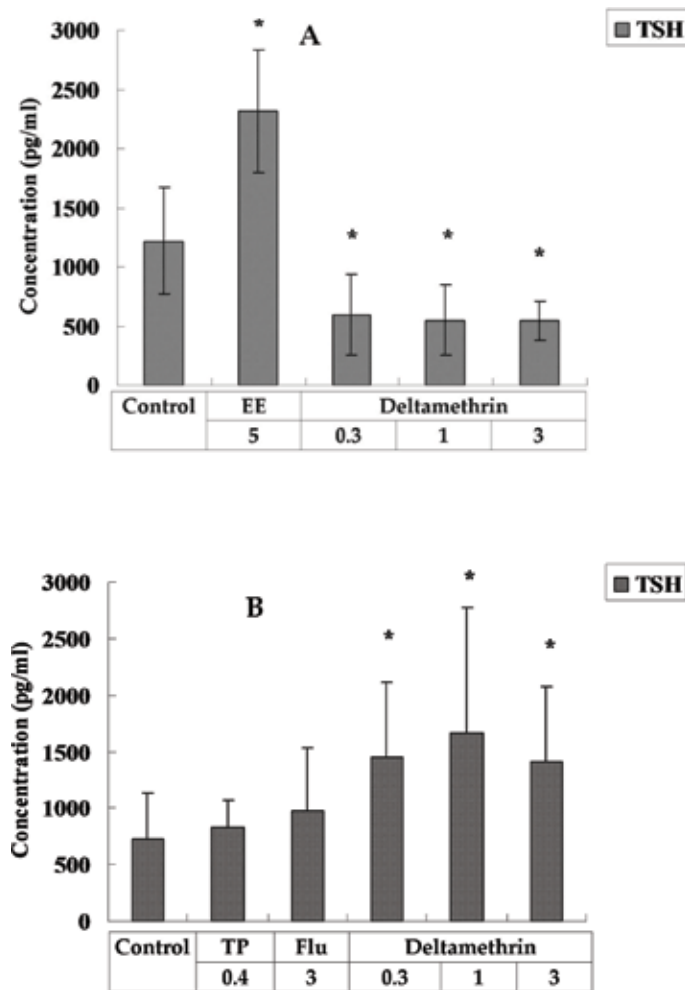 A
TSH
*
3000
2500
2000
1500
1000
500
0
Concentration (pg/ml)
* * *
Control EE Deltamethrin
5 0.3 1 3
B
TSH
3000
2500
2000
1500
1000
500
0
Concentration (pg/ml)
* * *
Control TP Flu Deltamethrin
0.4 3 0.3 1 3